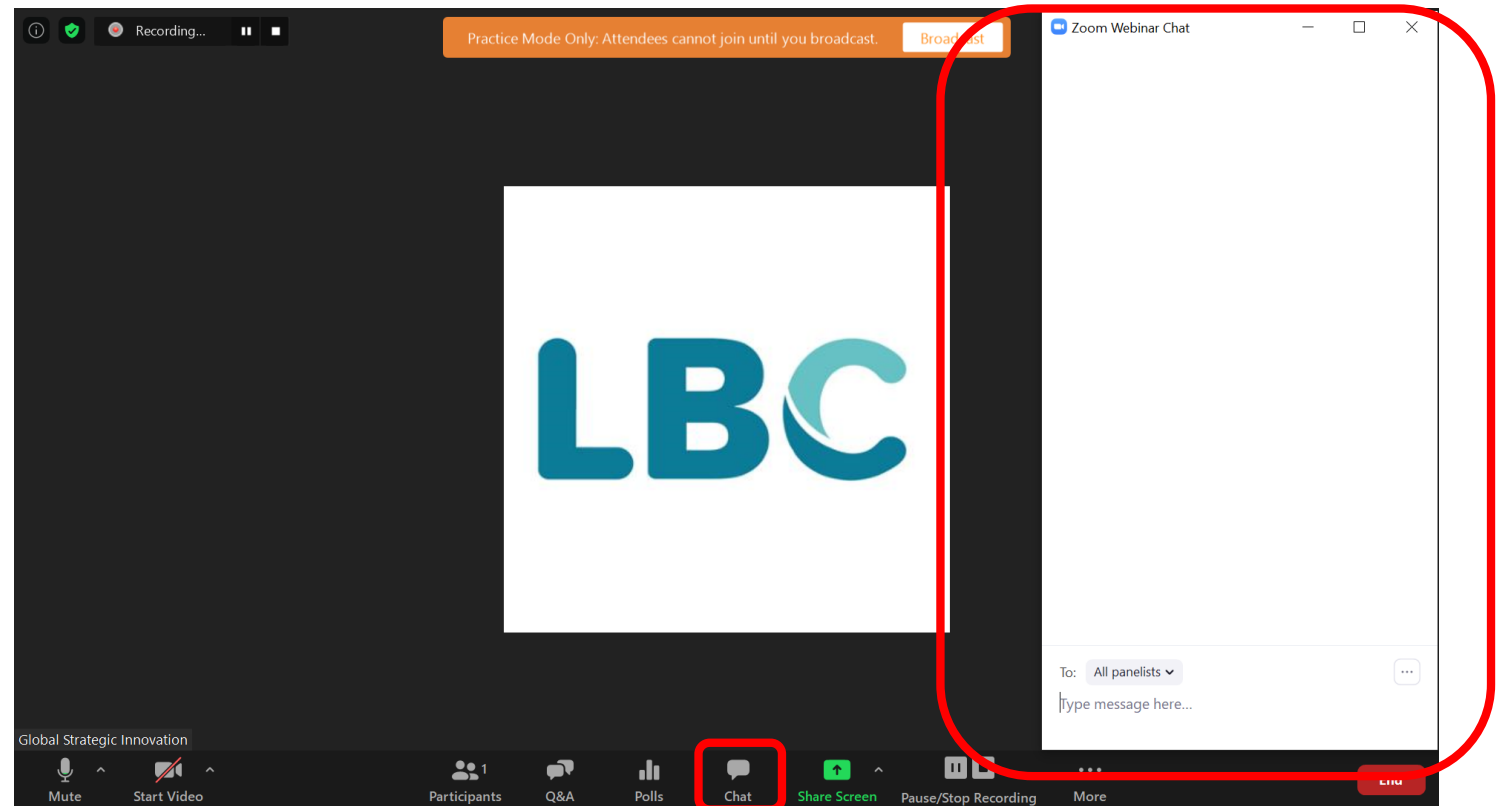 Recording...
Practice Mode Only: Attendees cannot join until you broadcast.
Broadcast
Zoom Webinar Chat
LBC
To: All panelists
Type message here...
Global Strategic Innovation
Mute
Start Video
Participants 1
Q&A
Polls
Chat
Share Screen
Pause/Stop Recording
More
End